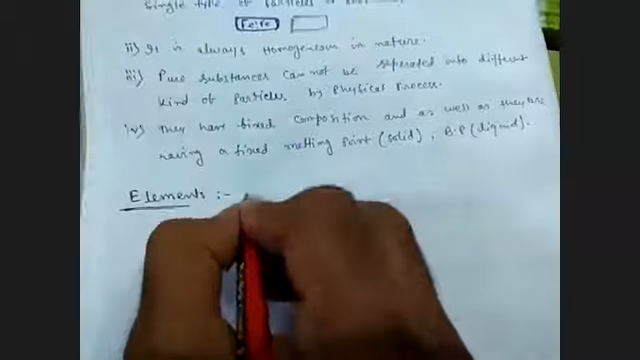 Single type of Particles
Fe Fe
ii) It is always Homogeneous in nature.
iii) Pure substances can not be seperated into different
kind of Particles, by Physical Process.
iv) They have fixed composition and as well as they are
having a fixed melting Point (solid), B.P (liquid).
Elements :-